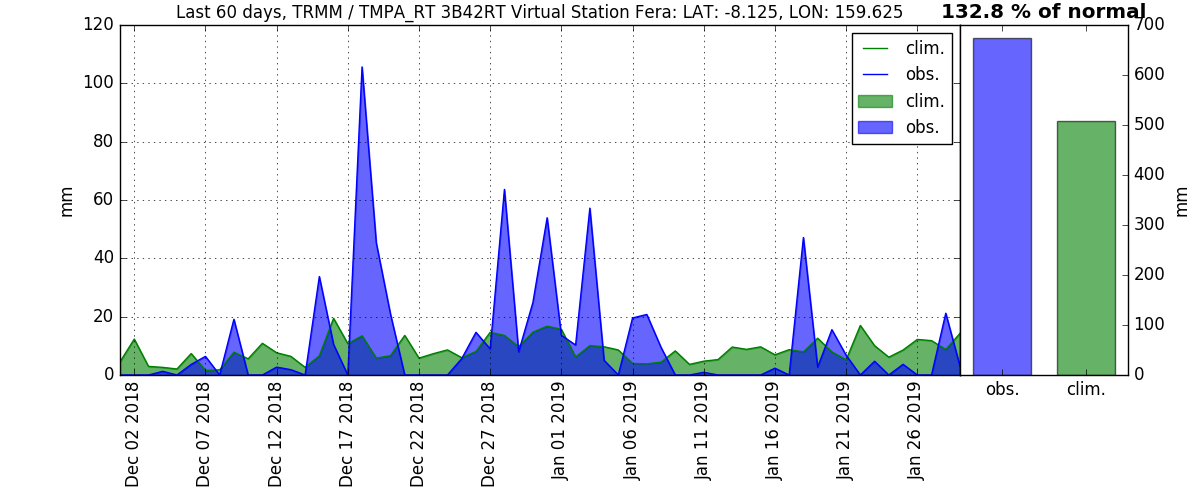 Last 60 days, TRMM / TMPA_RT 3B42RT Virtual Station Fera: LAT: -8.125, LON: 159.625
132.8 % of normal
120
100
80
60
40
20
0
mm
clim.
obs.
clim.
obs.
700
600
500
400
300
200
100
0
mm
Dec 02 2018
Dec 07 2018
Dec 12 2018
Dec 17 2018
Dec 22 2018
Dec 27 2018
Jan 01 2019
Jan 06 2019
Jan 11 2019
Jan 16 2019
Jan 21 2019
Jan 26 2019
obs.
clim.